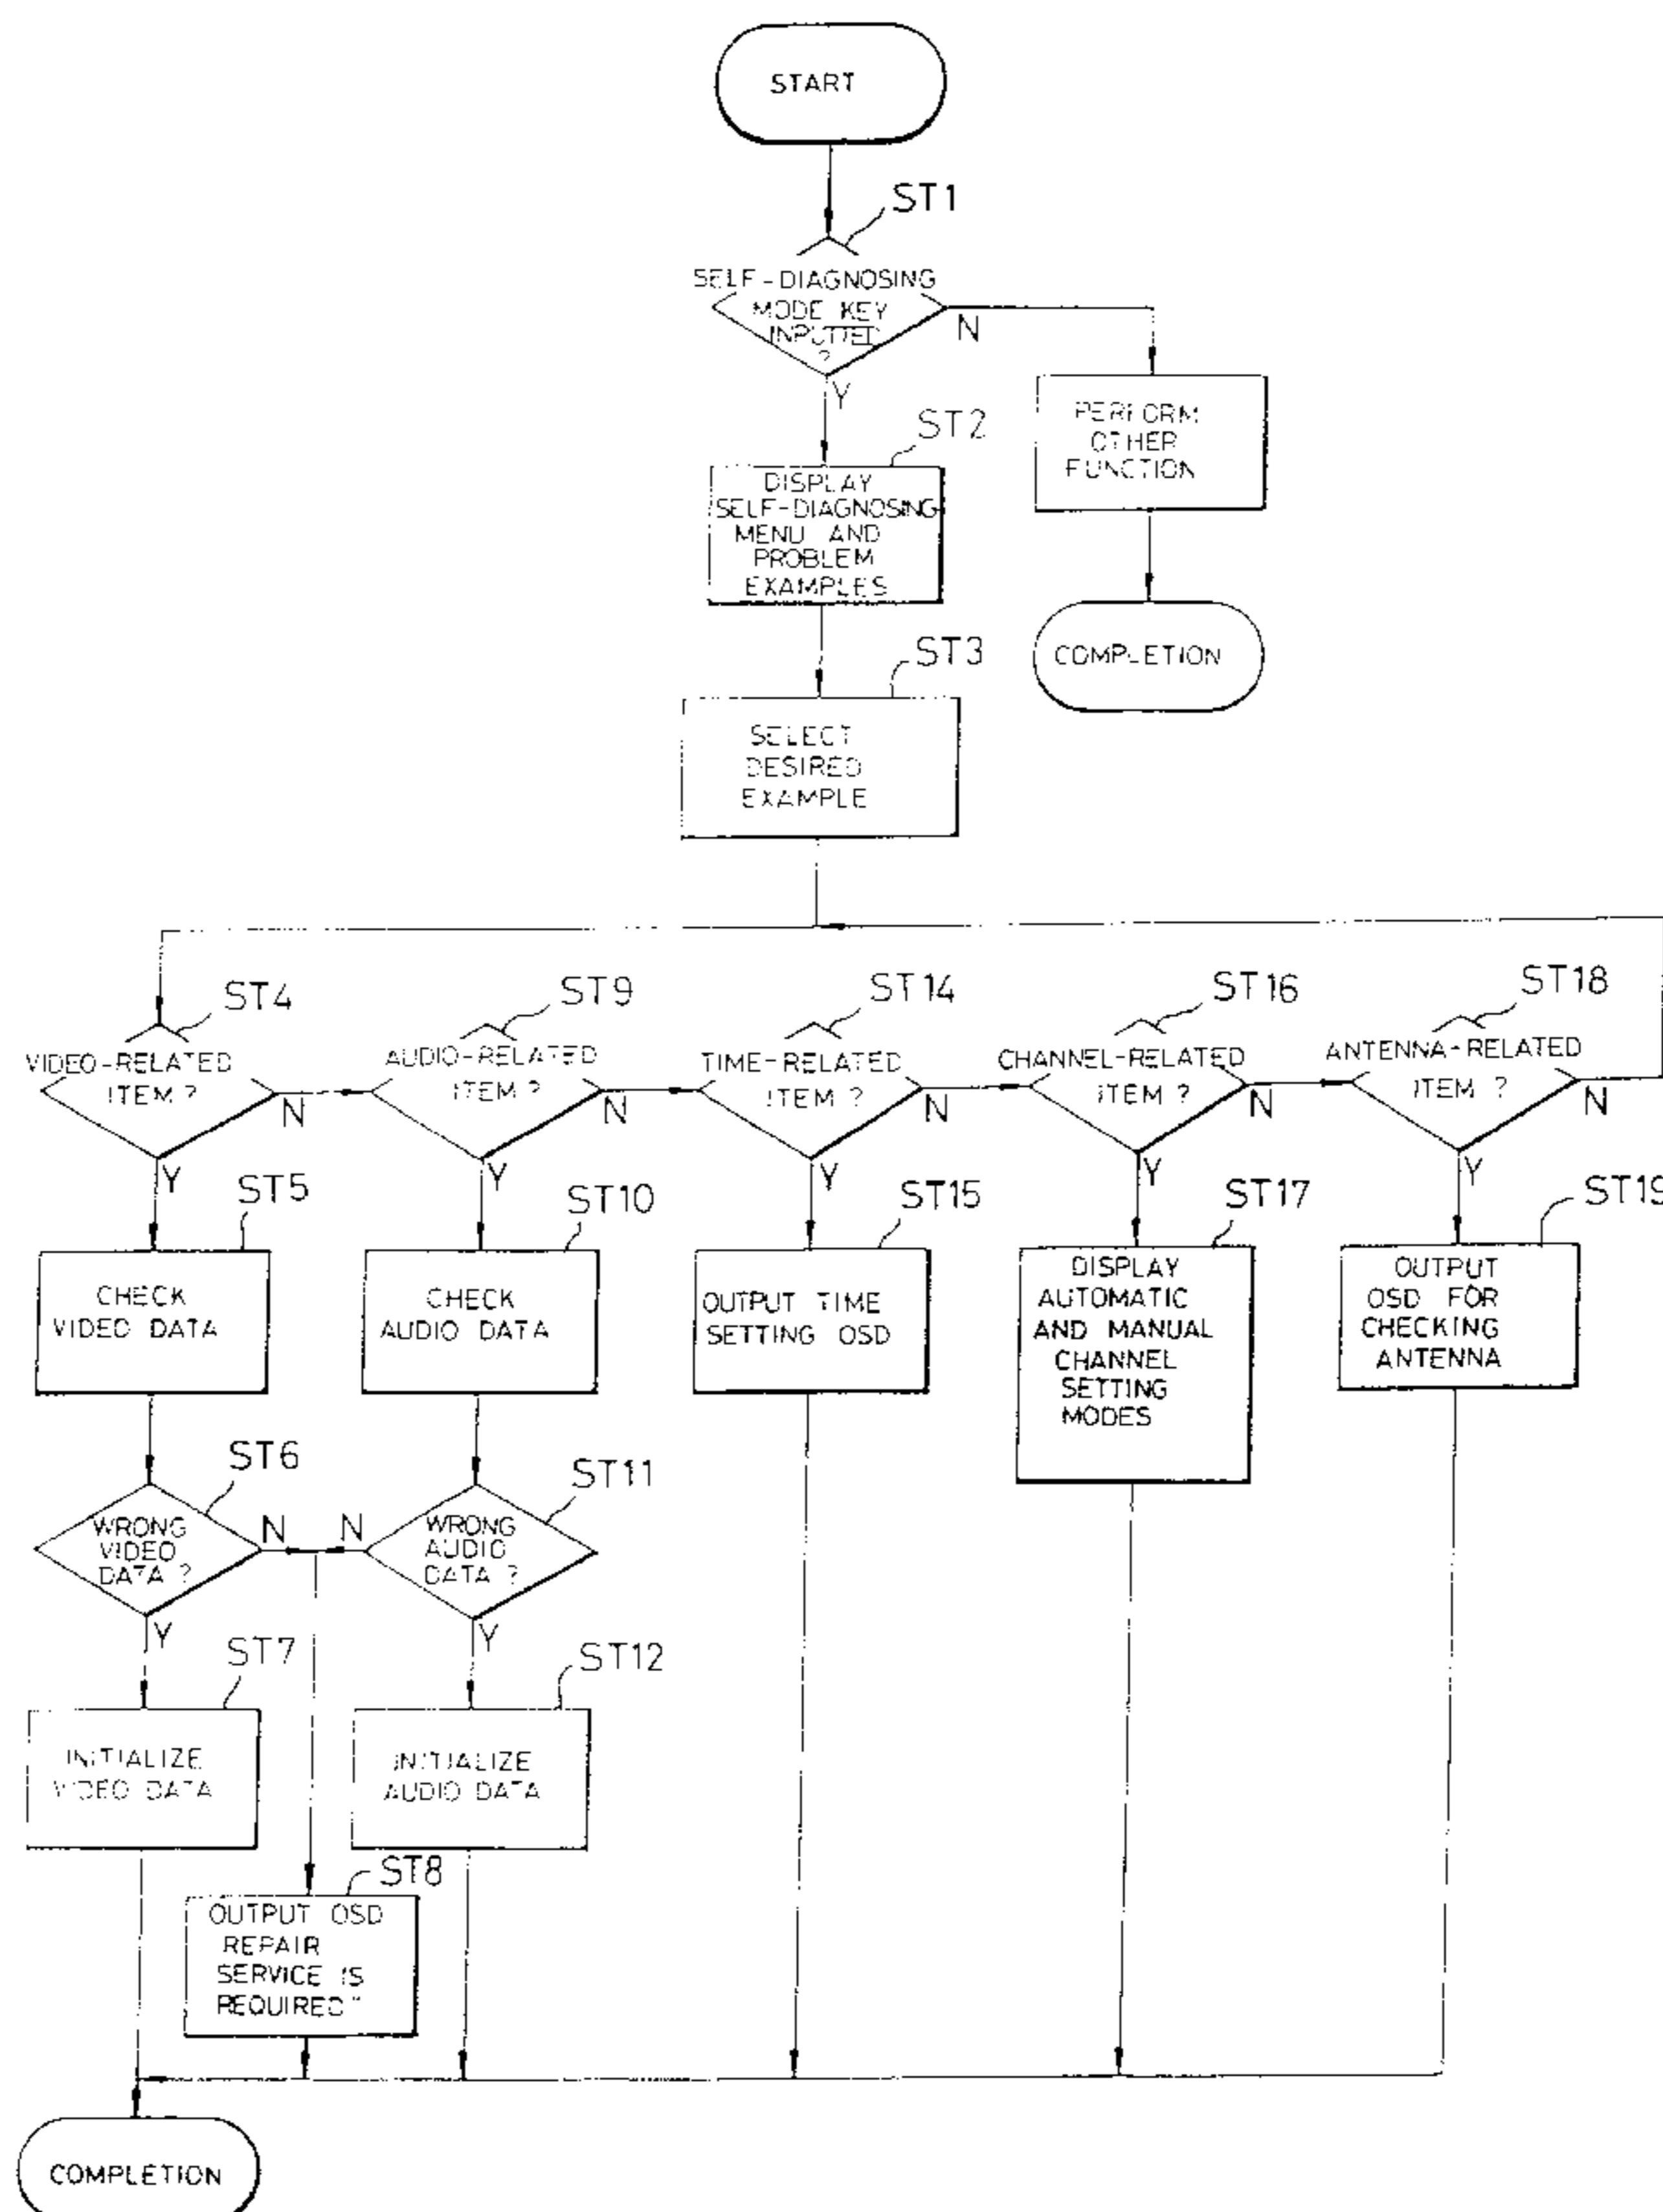 START
ST1
SELF-DIAGNOSING
MODE KEY
INPUTTED
?
N
Y
ST2
DISPLAY
SELF-DIAGNOSING
MENU AND
PROBLEM
EXAMPLES
PERFORM
OTHER
FUNCTION
COMPLETION
ST3
SELECT
DESIRED
EXAMPLE
ST4
VIDEO-RELATED
ITEM ?
N
Y
ST9
AUDIO-RELATED
ITEM ?
N
Y
ST14
TIME-RELATED
ITEM ?
N
Y
ST16
CHANNEL-RELATED
ITEM ?
N
Y
ST18
ANTENNA-RELATED
ITEM ?
N
Y
ST5
CHECK
VIDEO DATA
ST10
CHECK
AUDIO DATA
ST15
OUTPUT TIME
SETTING OSD
ST17
DISPLAY
AUTOMATIC
AND MANUAL
CHANNEL
SETTING
MODES
ST19
OUTPUT
OSD FOR
CHECKING
ANTENNA
ST6
WRONG
VIDEO
DATA ?
N
Y
ST11
WRONG
AUDIO
DATA ?
N
Y
ST7
INITIALIZE
VIDEO DATA
ST12
INITIALIZE
AUDIO DATA
ST8
OUTPUT OSD
REPAIR
SERVICE IS
REQUIRED"
COMPLETION